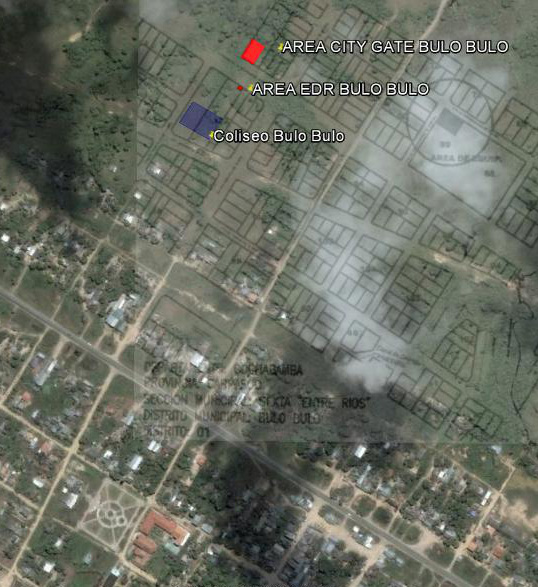 AREA CITY GATE BULO BULO
AREA EDR BULO BULO
Coliseo Bulo Bulo
COCHABAMBA
SECCION MUNICIPAL SEXTA "ENTRE RIOS"
DISTRITO MUNICIPAL BULO BULO